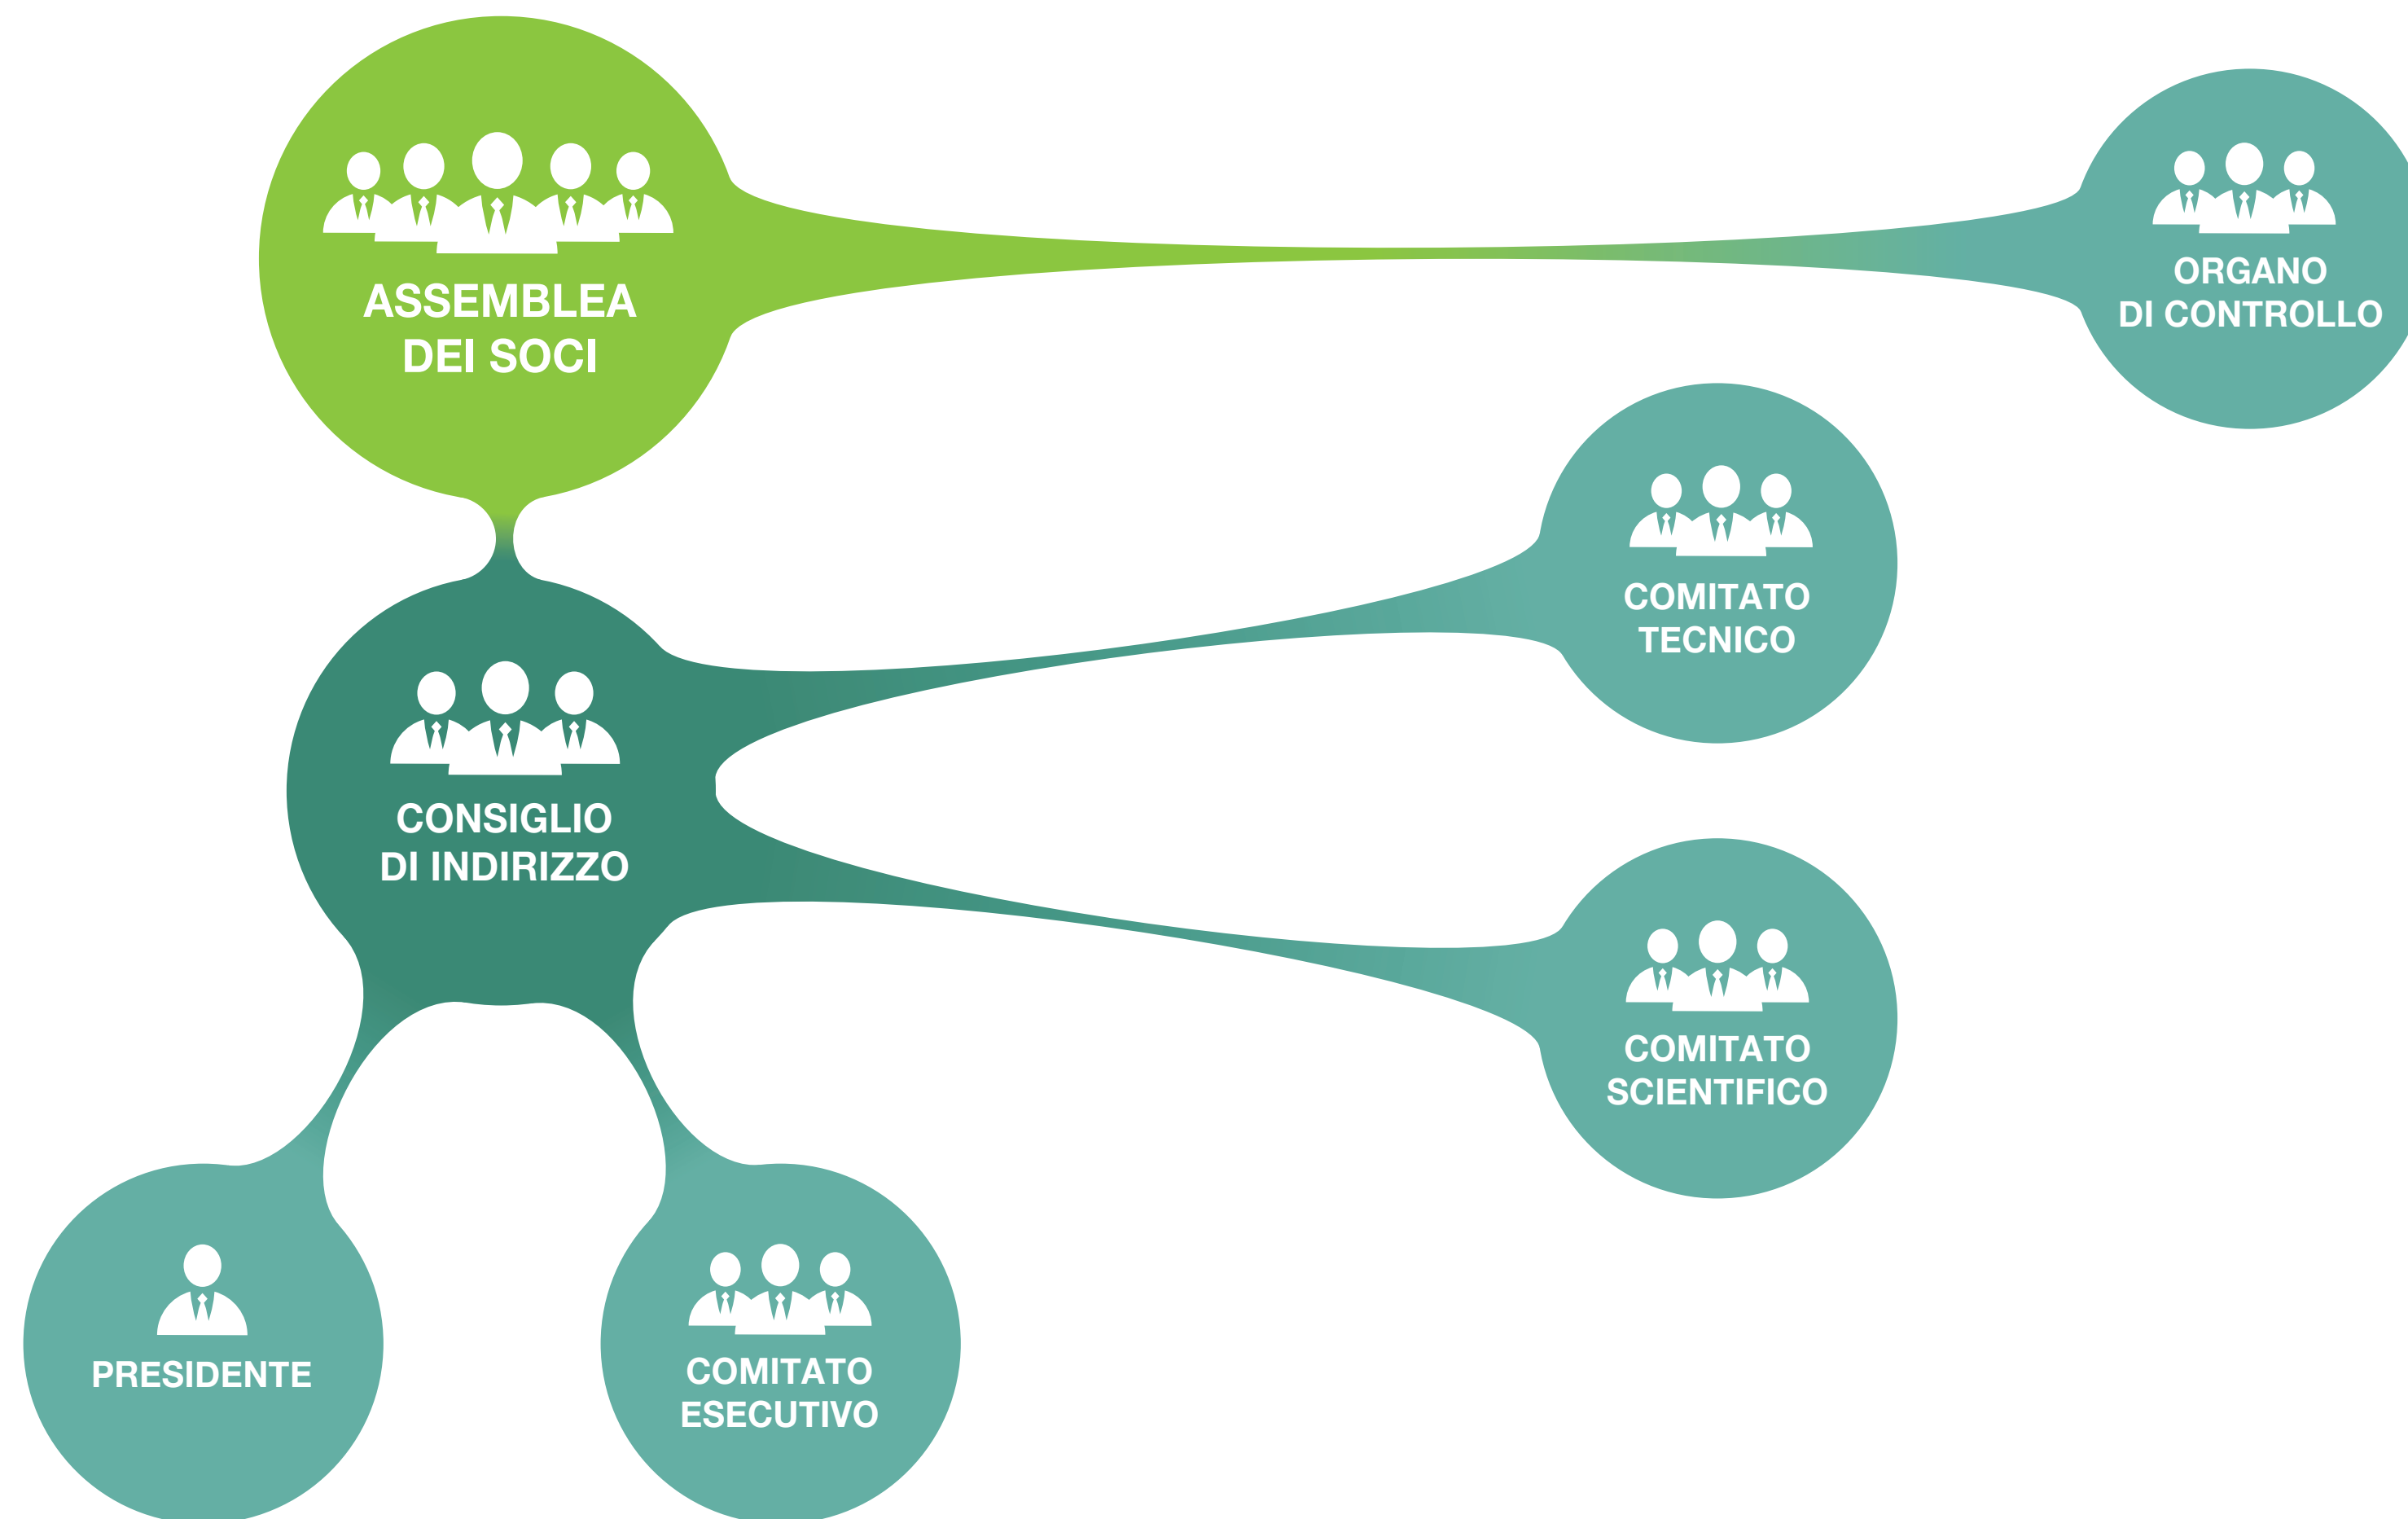 ASSEMBLEA
DEI SOCI
ORGANO
DI CONTROLLO
COMITATO
TECNICO
CONSIGLIO
DI INDIRIZZO
COMITATO
SCIENTIFICO
PRESIDENTE
COMITATO
ESECUTIVO